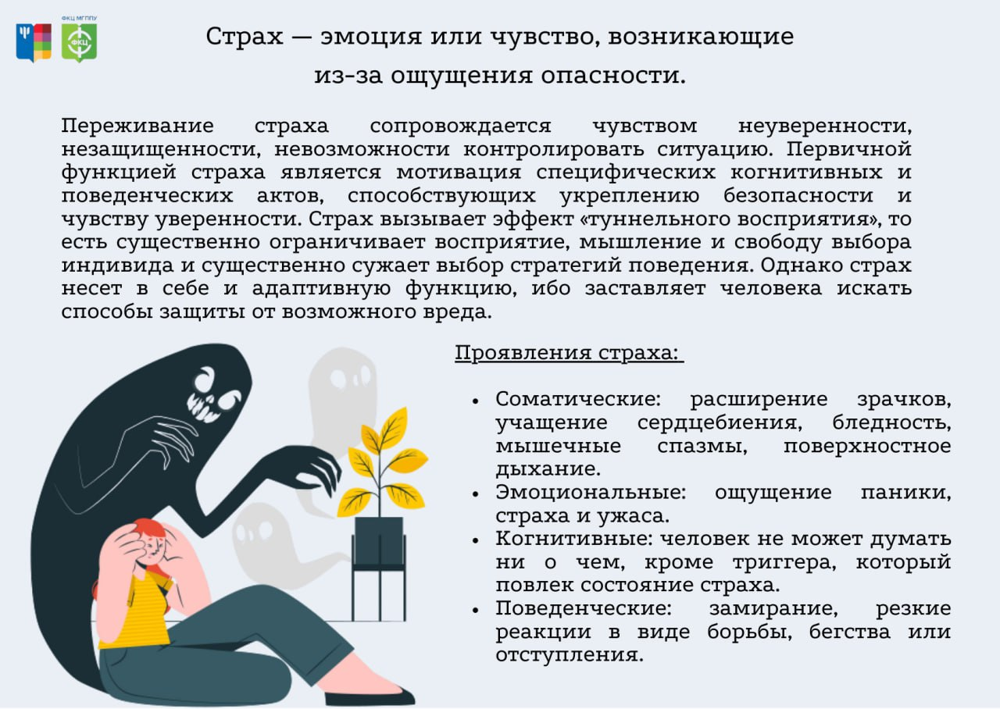 ФКЦ МГППУ
Ψ
ФКЦ
Страх — эмоция или чувство, возникающие
из-за ощущения опасности.
Переживание страха сопровождается чувством неуверенности,
незащищенности, невозможности контролировать ситуацию. Первичной
функцией страха является мотивация специфических когнитивных и
поведенческих актов, способствующих укреплению безопасности и
чувству уверенности. Страх вызывает эффект «туннельного восприятия», то
есть существенно ограничивает восприятие, мышление и свободу выбора
индивида и существенно сужает выбор стратегий поведения. Однако страх
несет в себе и адаптивную функцию, ибо заставляет человека искать
способы защиты от возможного вреда.
Проявления страха:
• Соматические: расширение зрачков,
учащение сердцебиения, бледность,
мышечные спазмы, поверхностное
дыхание.
• Эмоциональные: ощущение паники,
страха и ужаса.
• Когнитивные: человек не может думать
ни о чем, кроме триггера, который
повлек состояние страха.
• Поведенческие: замирание, резкие
реакции в виде борьбы, бегства или
отступления.